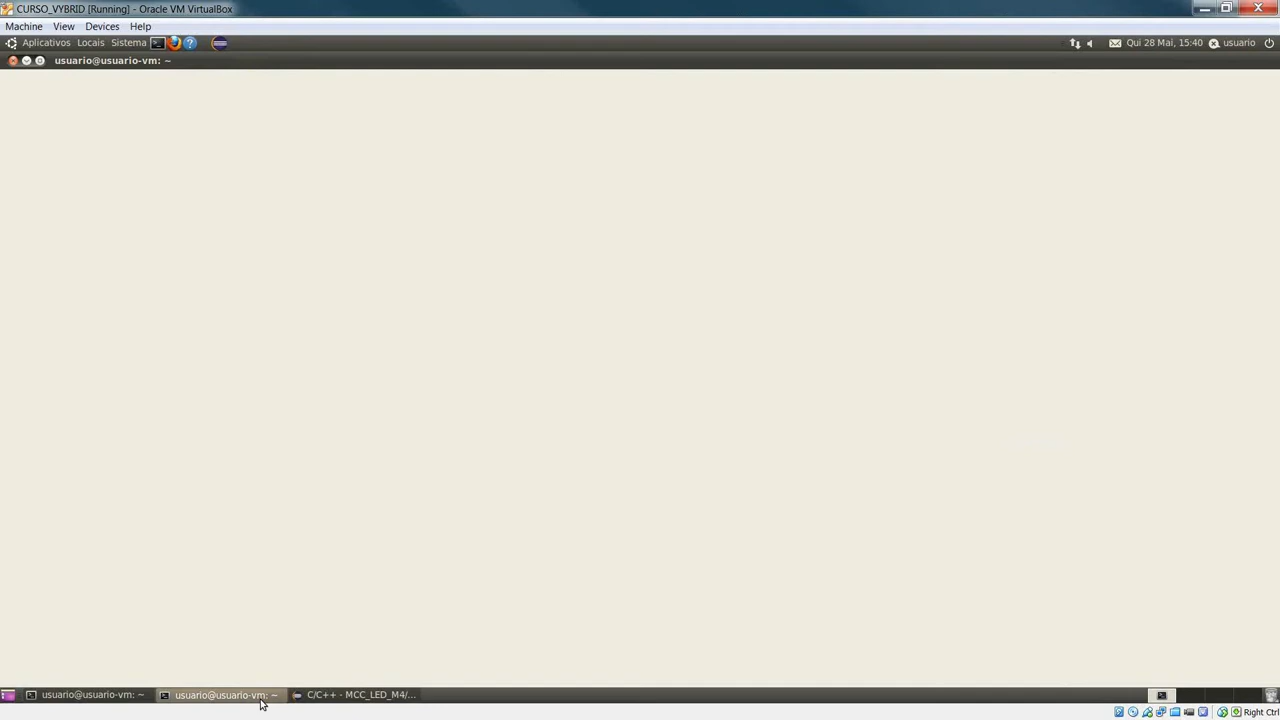 CURSO_VYBRID [Running] - Oracle VM VirtualBox
Machine View Devices Help
Aplicativos Locais Sistema Qui 28 Mai, 15:40 usuario
usuario@usuario-vm: ~
usuario@usuario-vm: ~ usuario@usuario-vm: ~ C/C++ - MCC_LED_M4/...
Right Ctrl